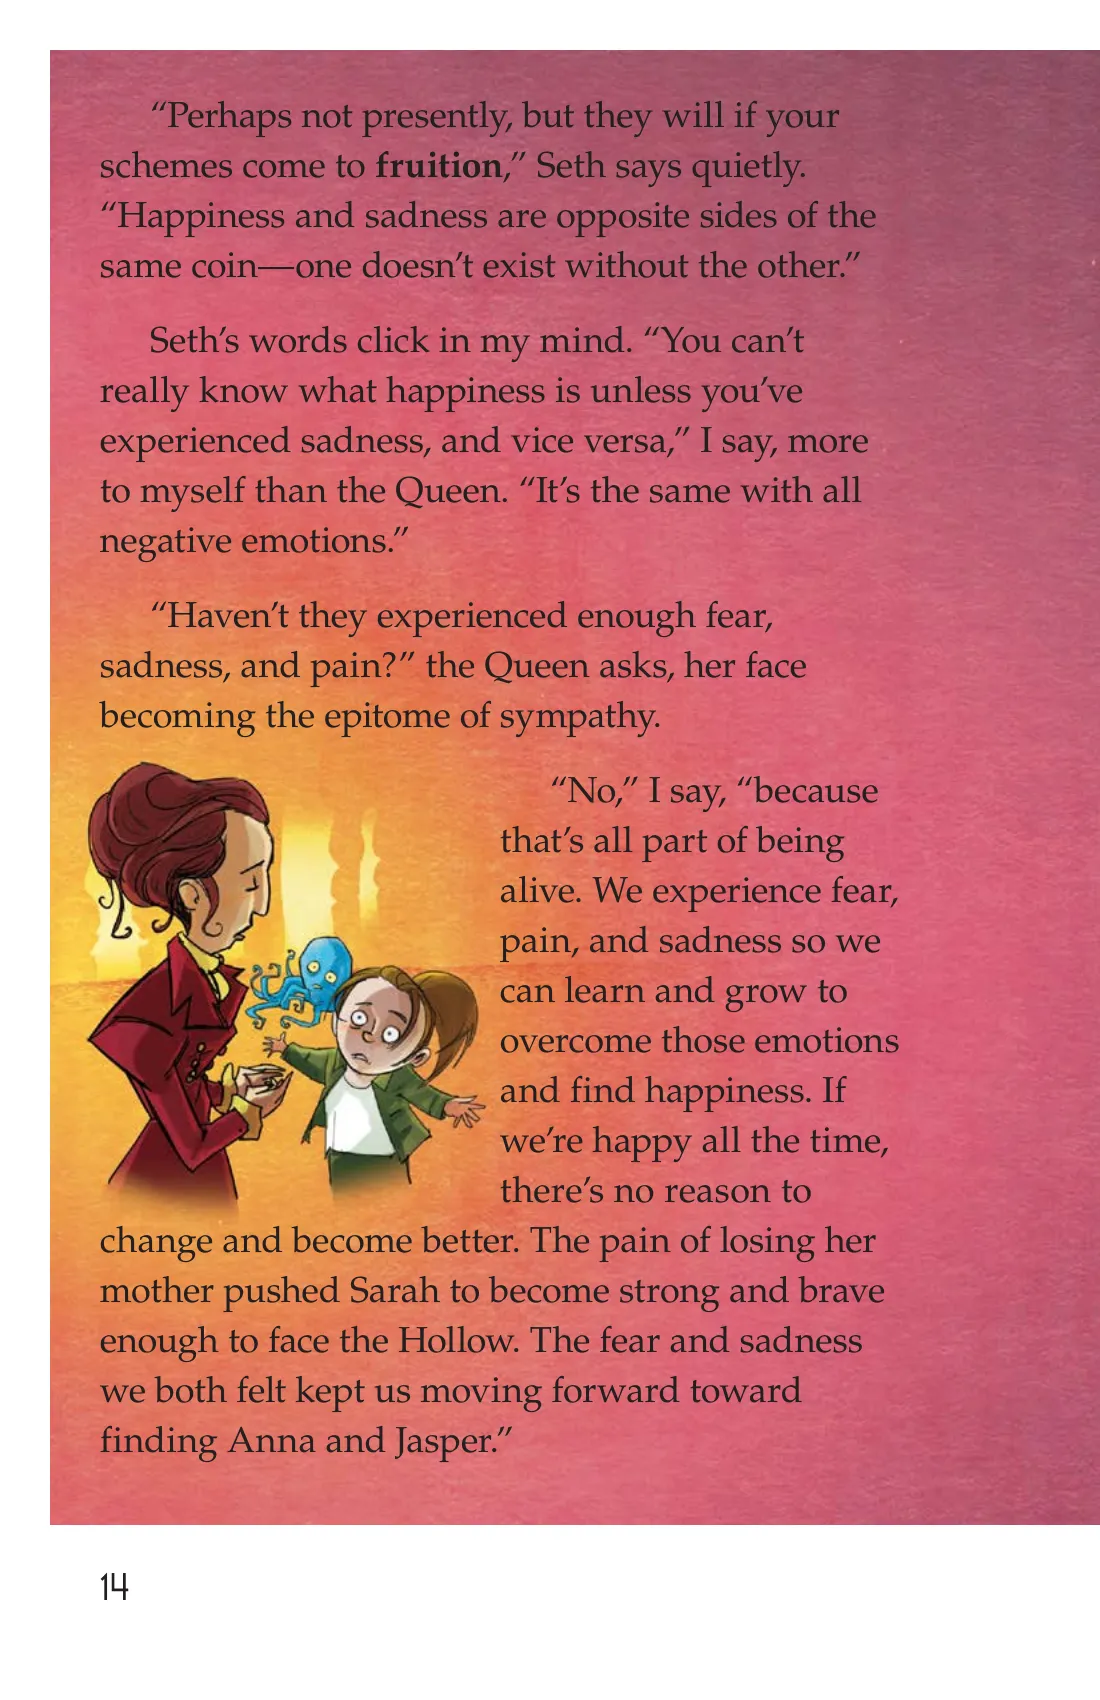 “Perhaps not presently, but they will if your
schemes come to fruition,” Seth says quietly.
“Happiness and sadness are opposite sides of the
same coin—one doesn’t exist without the other.”
Seth’s words click in my mind. “You can’t
really know what happiness is unless you’ve
experienced sadness, and vice versa,” I say, more
to myself than the Queen. “It’s the same with all
negative emotions.”
“Haven’t they experienced enough fear,
sadness, and pain?” the Queen asks, her face
becoming the epitome of sympathy.
“No,” I say, “because
that’s all part of being
alive. We experience fear,
pain, and sadness so we
can learn and grow to
overcome those emotions
and find happiness. If
we’re happy all the time,
there’s no reason to
change and become better. The pain of losing her
mother pushed Sarah to become strong and brave
enough to face the Hollow. The fear and sadness
we both felt kept us moving forward toward
finding Anna and Jasper.”
14